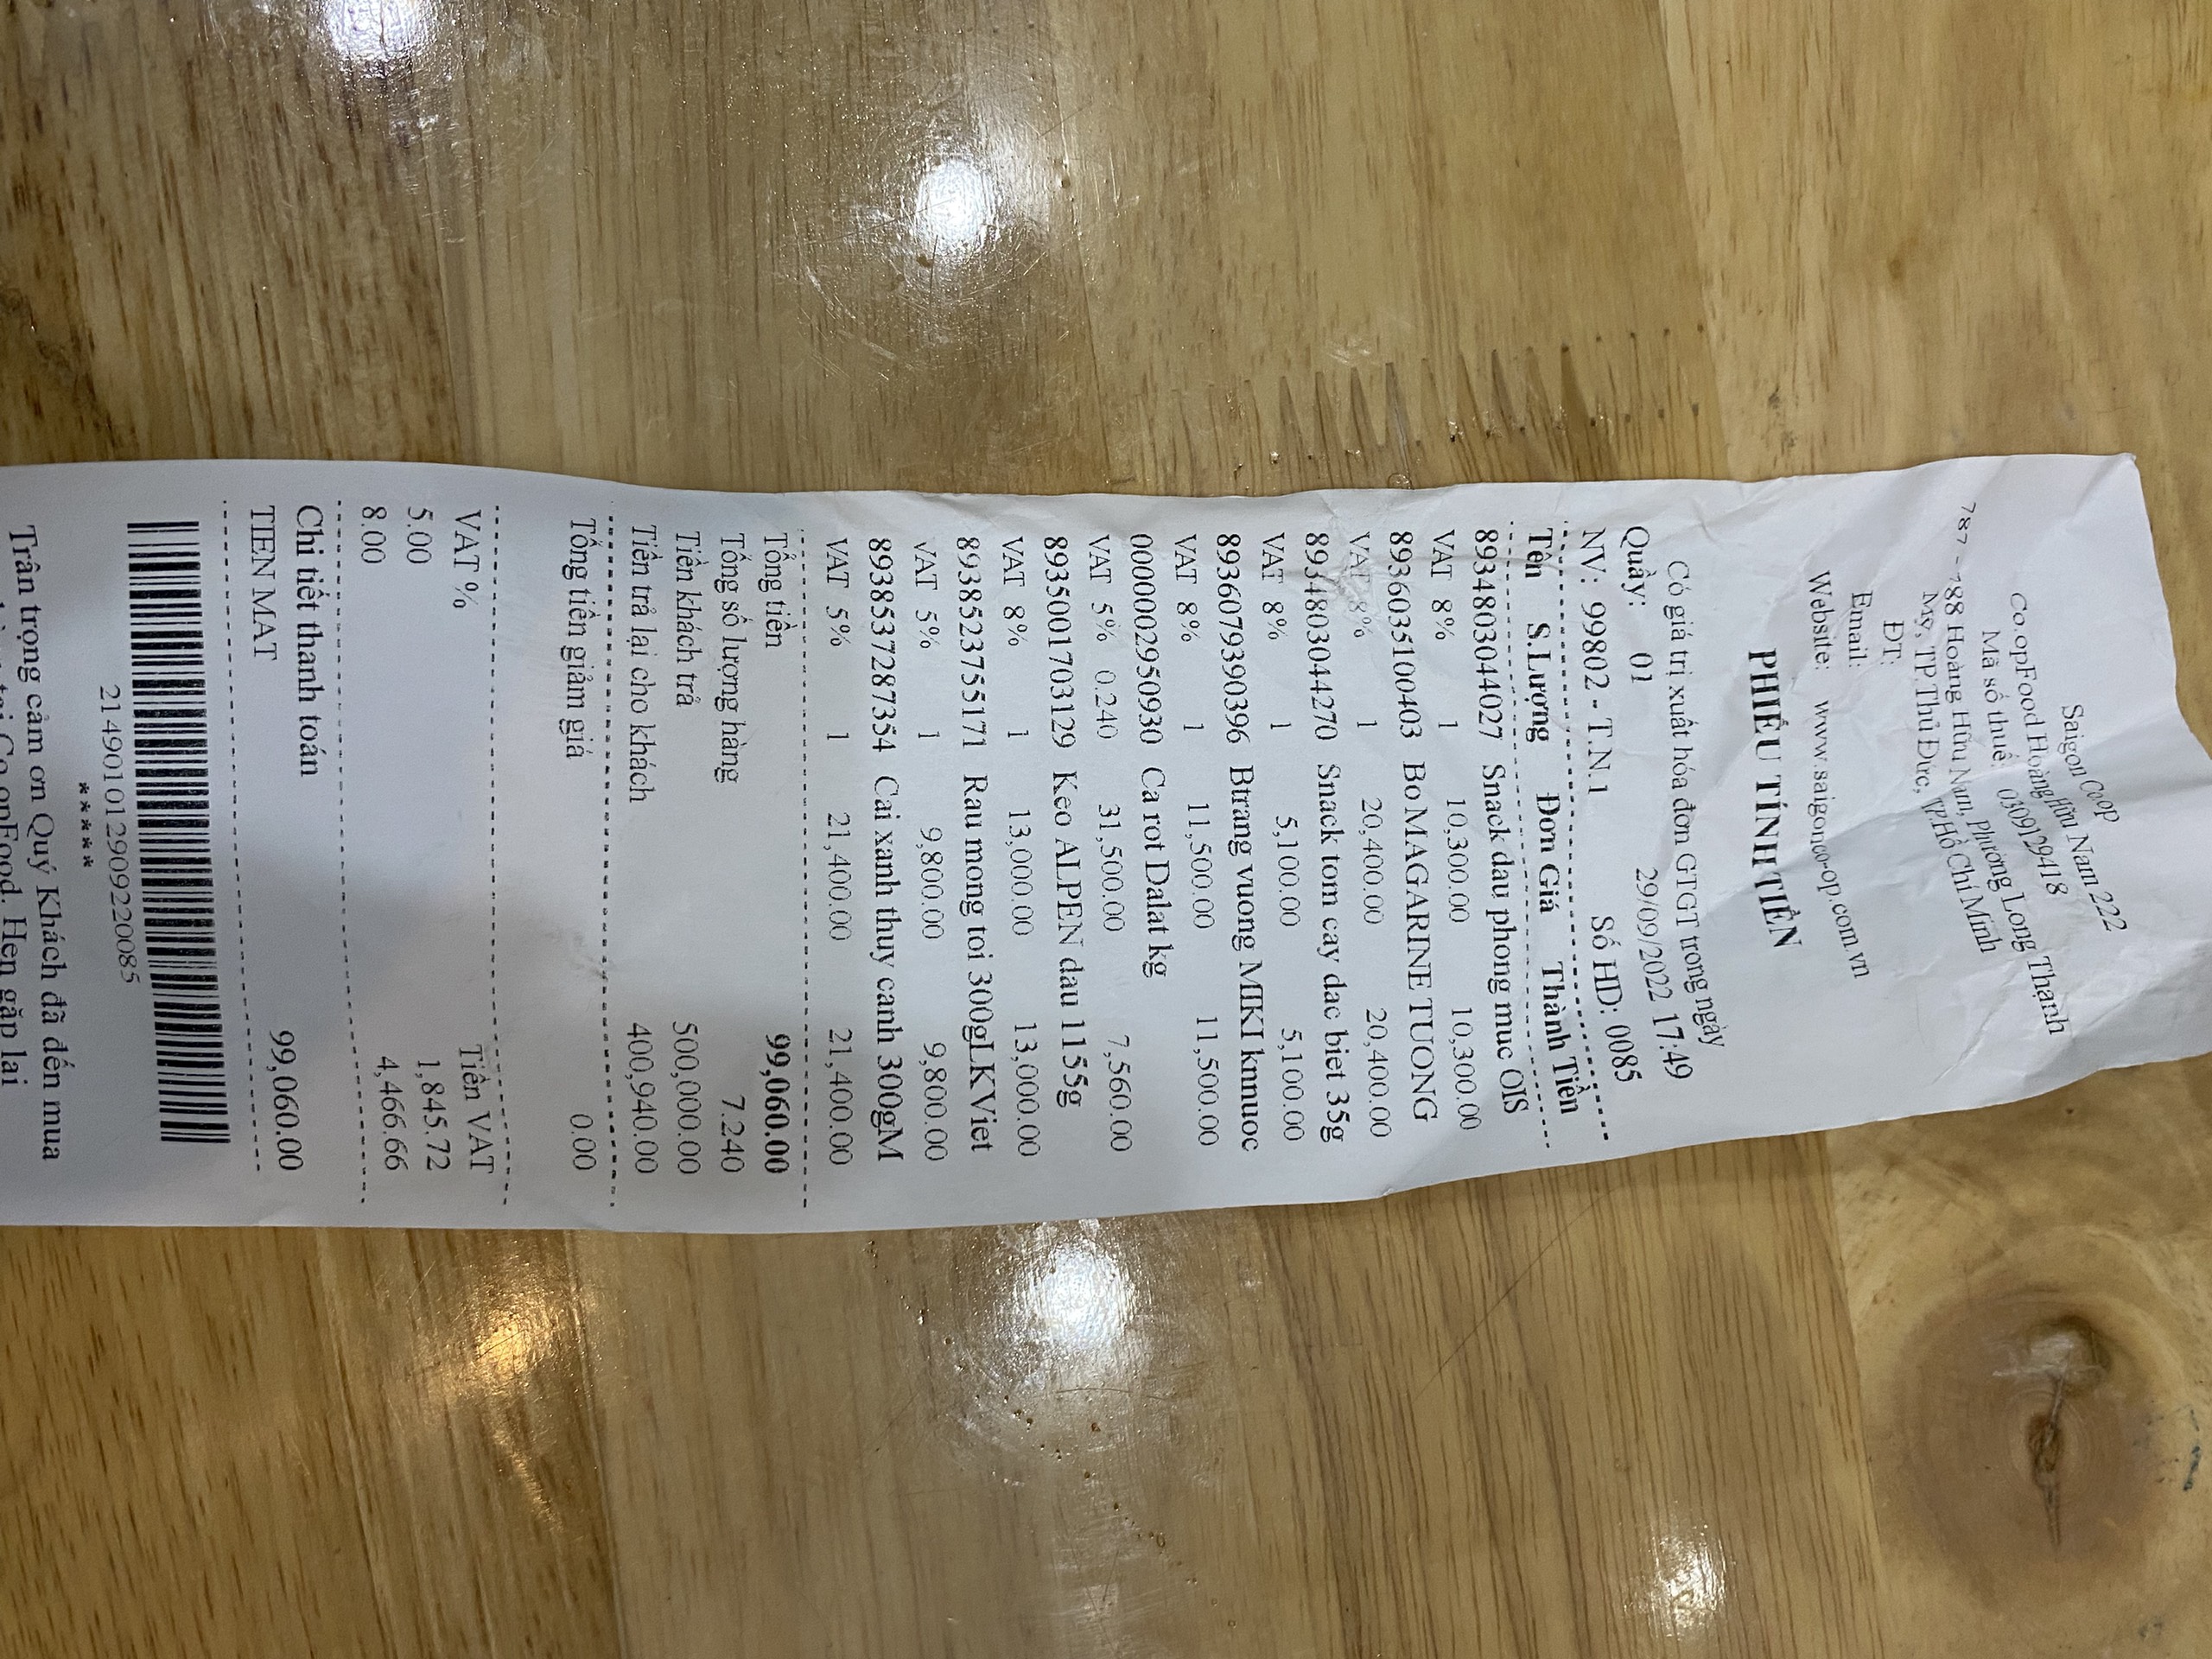 Saigon Co.op
Co.opFood Hoàng Hữu Nam 222
Mã số thuế: 0309129418
787 - 788 Hoàng Hữu Nam, Phường Long Thạnh
Mỹ, TP.Thủ Đức, TP.Hồ Chí Minh
ĐT:
Email:
Website: www.saigonco-op.com.vn
PHIẾU TÍNH TIỀN
Có giá trị xuất hóa đơn GTGT trong ngày
Quầy: 01 29/09/2022 17:49
NV: 99802 - T.N.1 Số HD: 0085
Tên S.Lượng Đơn Giá Thành Tiền
8934803044027 Snack dau phong muc OIS
VAT 8% 1 10,300.00 10,300.00
8936035100403 Bo MAGARINE TUONG
VAT 8% 1 20,400.00 20,400.00
8934803044270 Snack tom cay dac biet 35g
VAT 8% 1 5,100.00 5,100.00
8936079390396 Btrang vuong MIKI knnuoc
VAT 8% 1 11,500.00 11,500.00
0000002950930 Ca rot Dalat kg
VAT 5% 0.240 31,500.00 7,560.00
8935001703129 Keo ALPEN dau 1155g
VAT 8% 1 13,000.00 13,000.00
8938523755171 Rau mong toi 300gLKViet
VAT 5% 1 9,800.00 9,800.00
8938537287354 Cai xanh thuy canh 300gM
VAT 5% 1 21,400.00 21,400.00
Tổng tiền 99,060.00
Tổng số lượng hàng 7.240
Tiền khách trả 500,000.00
Tiền trả lại cho khách 400,940.00
Tổng tiền giảm giá 0.00
VAT % Tiền VAT
5.00 1,845.72
8.00 4,466.66
Chi tiết thanh toán
TIEN MAT 99,060.00
214901012909220085
*****
Trân trọng cảm ơn Quý Khách đã đến mua
tại Co.opFood. Hẹn gặp lại